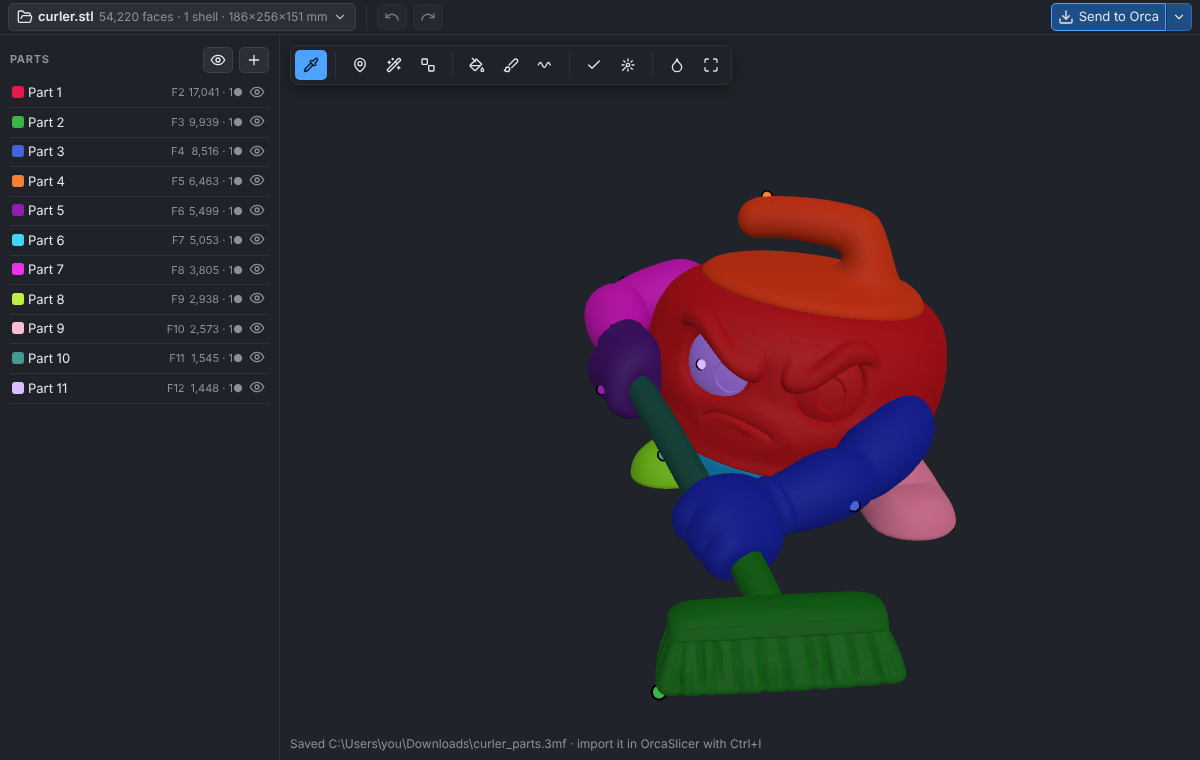 curler.stl 54,220 faces · 1 shell · 186×256×151 mm
Send to Orca
PARTS
Part 1 F2 17,041 · 1
Part 2 F3 9,939 · 1
Part 3 F4 8,516 · 1
Part 4 F5 6,463 · 1
Part 5 F6 5,499 · 1
Part 6 F7 5,053 · 1
Part 7 F8 3,805 · 1
Part 8 F9 2,938 · 1
Part 9 F10 2,573 · 1
Part 10 F11 1,545 · 1
Part 11 F12 1,448 · 1
Saved C:\Users\you\Downloads\curler_parts.3mf · import it in OrcaSlicer with Ctrl+I